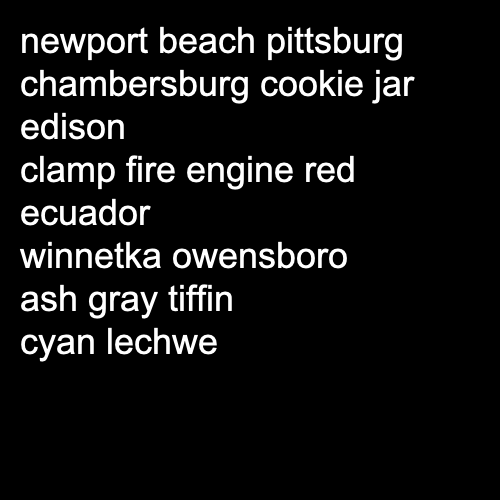 newport beach pittsburg
chambersburg cookie jar
edison
clamp fire engine red
ecuador
winnetka owensboro
ash gray tiffin
cyan lechwe